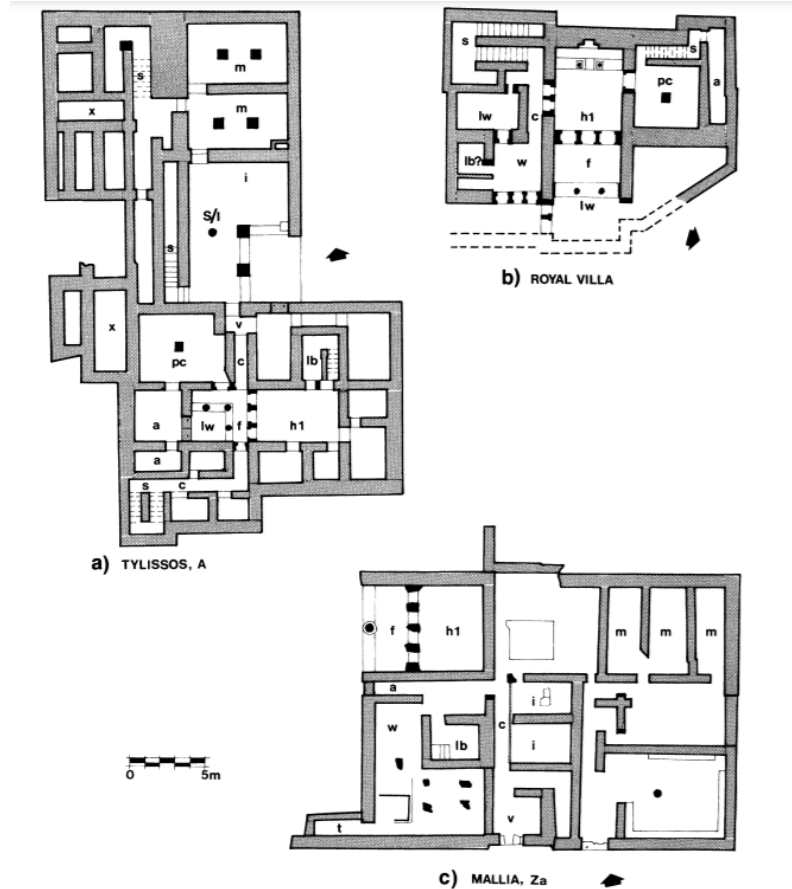 m
s
x
m
i
S/I
s
x
v
pc
c
lb
a
lw
f
h1
a
s
c
a) TYLISSOS, A
s
s
pc
a
lw
c
h1
lb?
w
f
lw
b) ROYAL VILLA
f
h1
m
m
m
a
i
w
c
lb
i
v
t
0
5m
c) MALLIA, Za